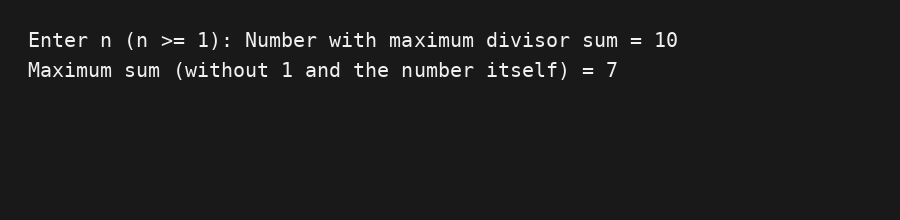 Enter n (n >= 1): Number with maximum divisor sum = 10
Maximum sum (without 1 and the number itself) = 7